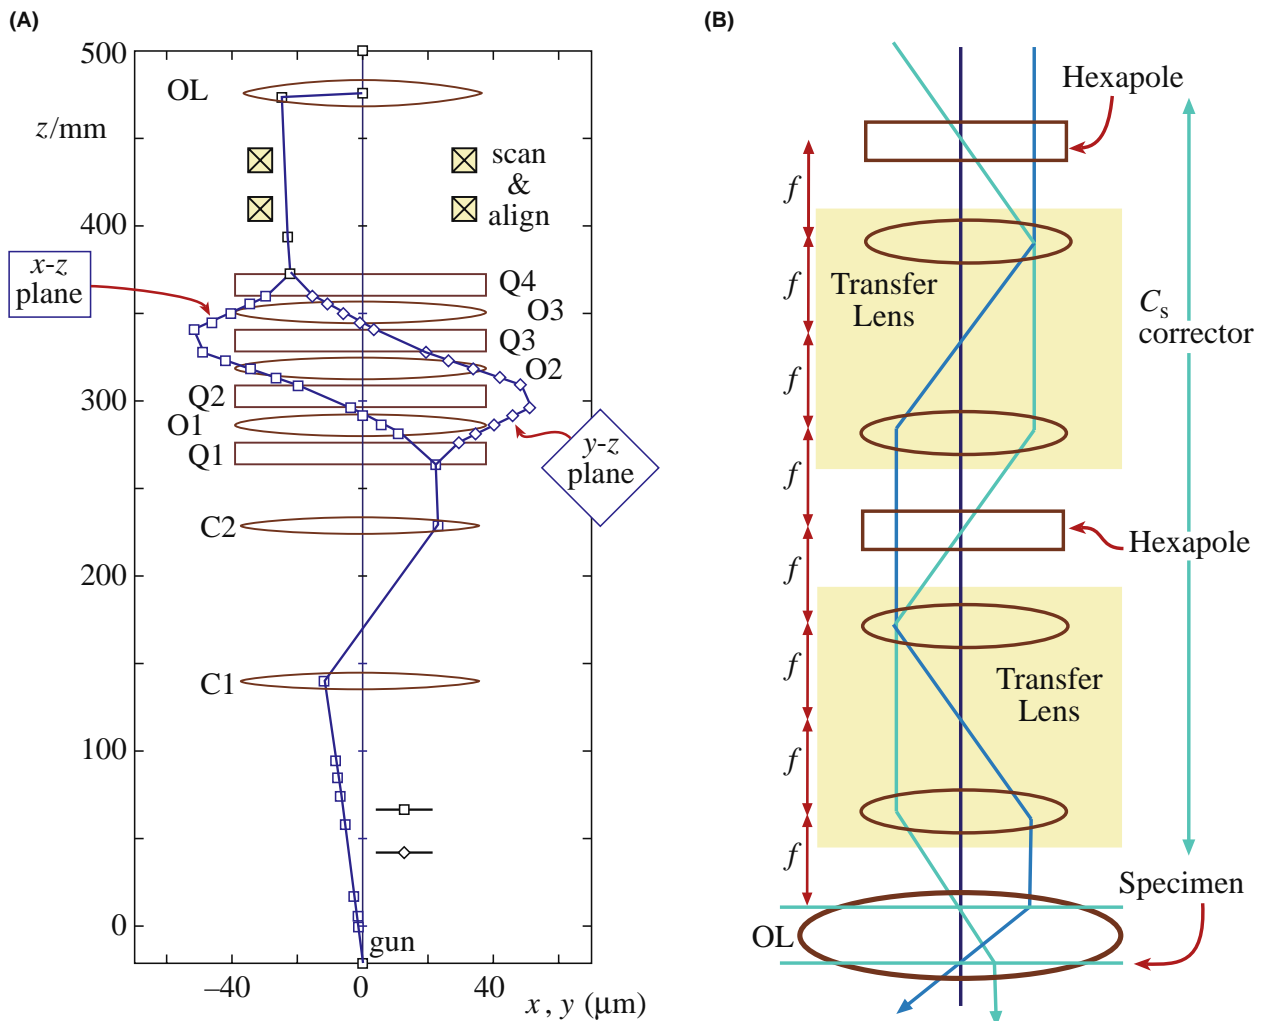 (A)
500
OL
z/mm
scan
&
align
400
x-z
plane
Q4
O3
Q3
O2
Q2
300
O1
Q1
y-z
plane
C2
200
C1
100
0
gun
–40
0
40
x , y (μm)
(B)
Hexapole
f
f
Transfer
Lens
Cs
corrector
f
f
Hexapole
f
f
Transfer
Lens
f
f
Specimen
OL